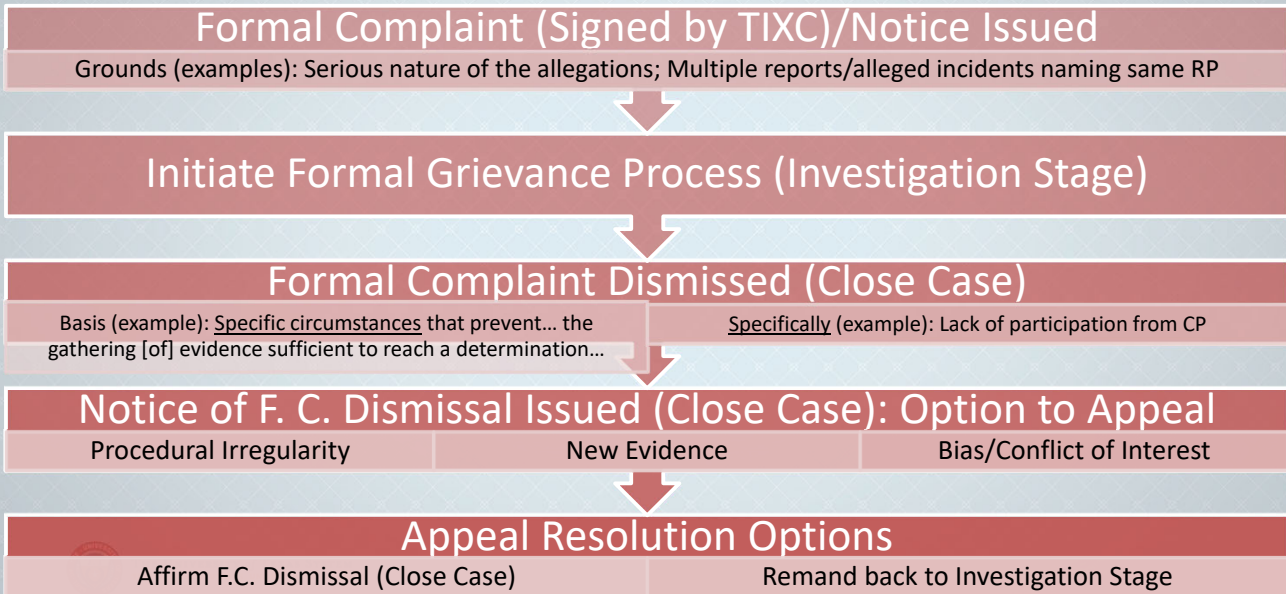 Formal Complaint (Signed by TIXC)/Notice Issued
Grounds (examples): Serious nature of the allegations; Multiple reports/alleged incidents naming same RP
Initiate Formal Grievance Process (Investigation Stage)
Formal Complaint Dismissed (Close Case)
Basis (example): Specific circumstances that prevent... the
gathering [of] evidence sufficient to reach a determination...
Specifically (example): Lack of participation from CP
Notice of F. C. Dismissal Issued (Close Case): Option to Appeal
Procedural Irregularity
New Evidence
Bias/Conflict of Interest
Appeal Resolution Options
Affirm F.C. Dismissal (Close Case)
Remand back to Investigation Stage